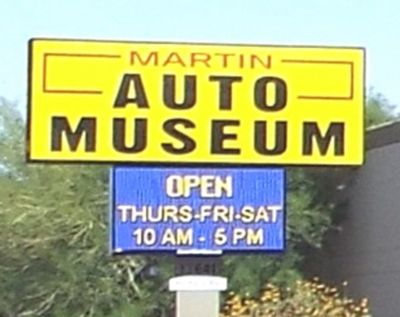 MARTIN
AUTO
MUSEUM
OPEN
THURS-FRI-SAT
10 AM - 5 PM